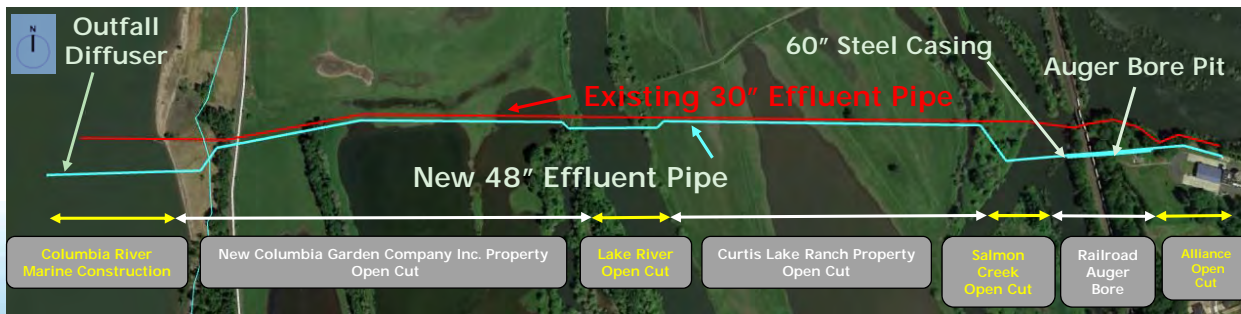 N
Outfall
Diffuser
60" Steel Casing
Auger Bore Pit
Existing 30" Effluent Pipe
New 48" Effluent Pipe
Columbia River
Marine Construction
New Columbia Garden Company Inc. Property
Open Cut
Lake River
Open Cut
Curtis Lake Ranch Property
Open Cut
Salmon
Creek
Open Cut
Railroad
Auger
Bore
Alliance
Open
Cut